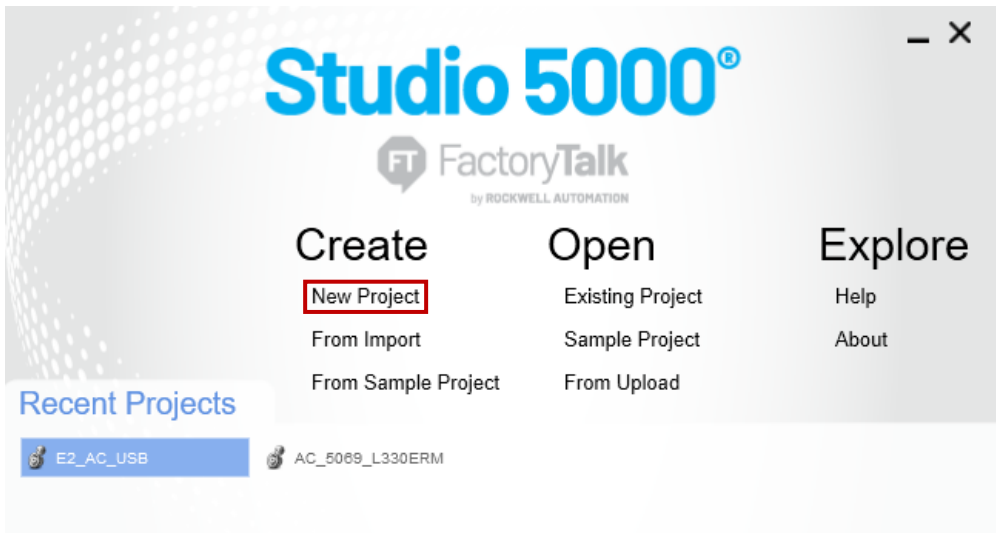 Studio 5000®
FT FactoryTalk
by ROCKWELL AUTOMATION
Create
New Project
From Import
From Sample Project
Open
Existing Project
Sample Project
From Upload
Explore
Help
About
Recent Projects
E2_AC_USB
AC_5069_L330ERM